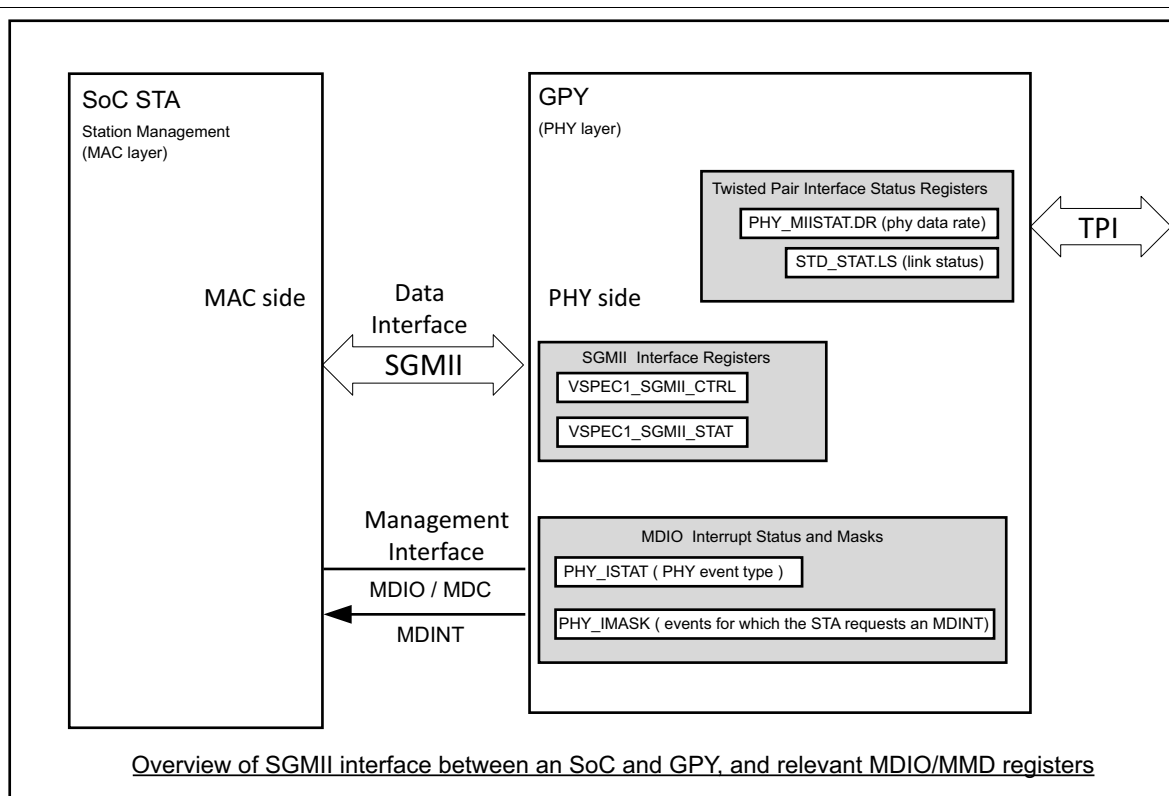 SoC STA
Station Management
(MAC layer)
MAC side
Data
Interface
SGMII
Management
Interface
MDIO / MDC
MDINT
GPY
(PHY layer)
Twisted Pair Interface Status Registers
PHY_MIISTAT.DR (phy data rate)
STD_STAT.LS (link status)
TPI
PHY side
SGMII Interface Registers
VSPEC1_SGMII_CTRL
VSPEC1_SGMII_STAT
MDIO Interrupt Status and Masks
PHY_ISTAT ( PHY event type )
PHY_IMASK ( events for which the STA requests an MDINT)
Overview of SGMII interface between an SoC and GPY, and relevant MDIO/MMD registers